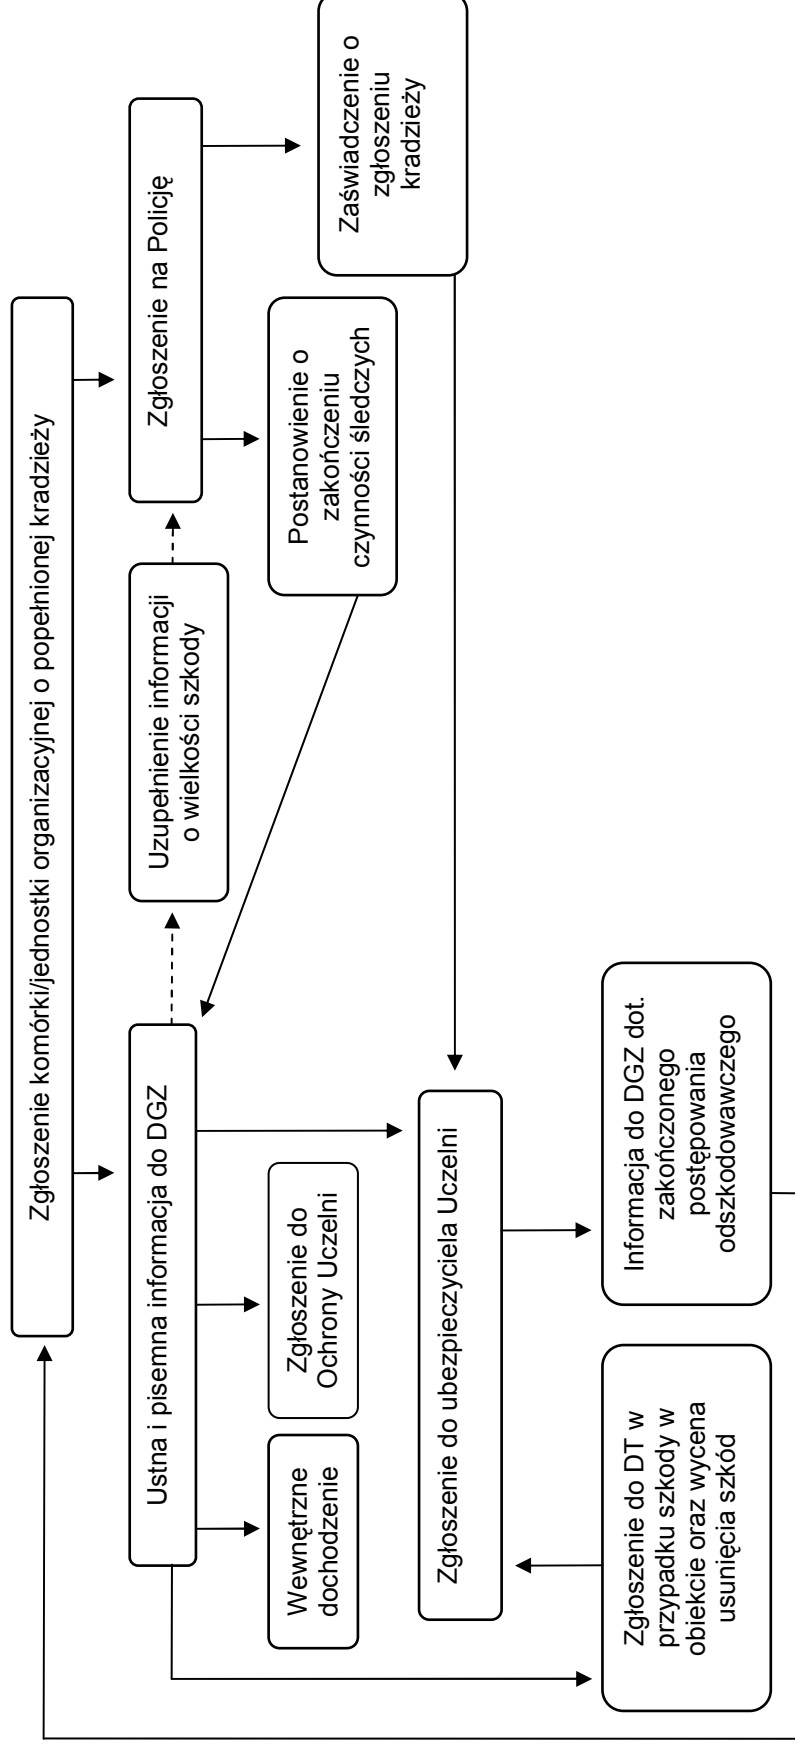 Zgłoszenie komórki/jednostki organizacyjnej o popełnionej kradzieży
Ustna i pisemna informacja do DGZ
Uzupełnienie informacji
o wielkości szkody
Zgłoszenie na Policję
Wewnętrzne
dochodzenie
Zgłoszenie do
Ochrony Uczelni
Postanowienie o
zakończeniu
czynności śledczych
Zaświadczenie o
zgłoszeniu
kradzieży
Zgłoszenie do ubezpieczyciela Uczelni
Zgłoszenie do DT w
przypadku szkody w
obiekcie oraz wycena
usunięcia szkód
Informacja do DGZ dot.
zakończonego
postępowania
odszkodowawczego